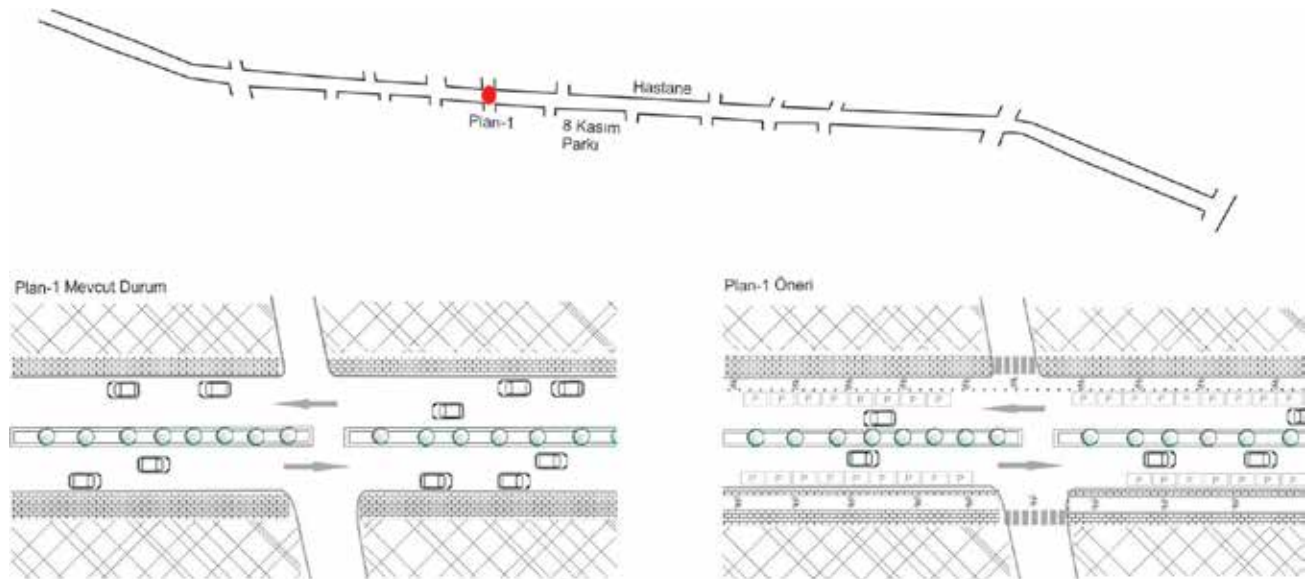 Hastane
Plan-1
8 Kasım
Parkı
Plan-1 Mevcut Durum
Plan-1 Öneri
P P P P P P P P
P P P P P P P P
P P P P P P P P P
P P P P P P P